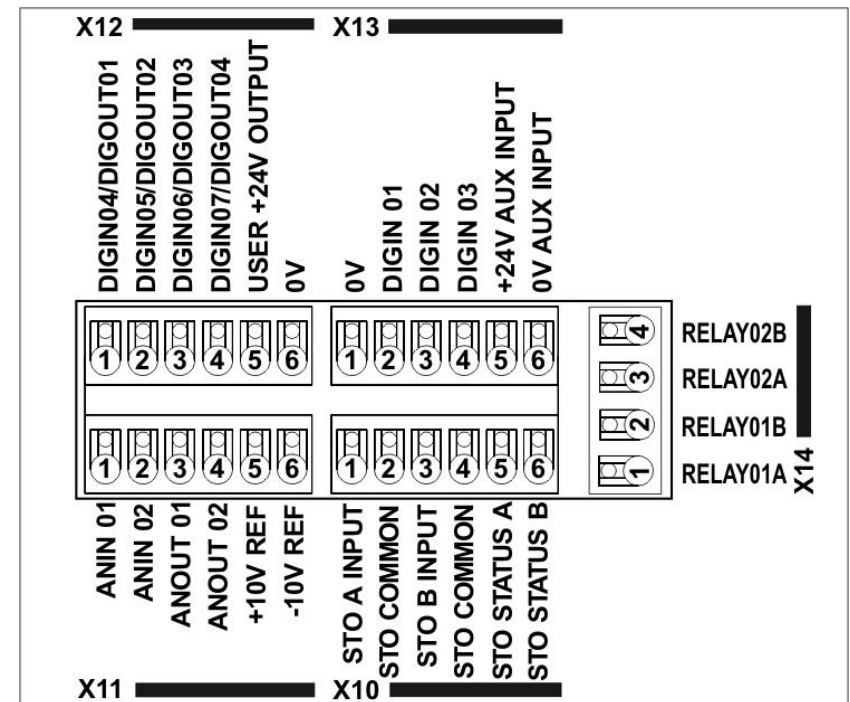 X12
X13
DIGIN04/DIGOUT01
DIGIN05/DIGOUT02
DIGIN06/DIGOUT03
DIGIN07/DIGOUT04
USER +24V OUTPUT
0V
0V
DIGIN 01
DIGIN 02
DIGIN 03
+24V AUX INPUT
0V AUX INPUT
1 2 3 4 5 6
1 2 3 4 5 6
4 RELAY02B
3 RELAY02A
2 RELAY01B
1 RELAY01A
X14
1 2 3 4 5 6
1 2 3 4 5 6
ANIN 01
ANIN 02
ANOUT 01
ANOUT 02
+10V REF
-10V REF
STO A INPUT
STO COMMON
STO B INPUT
STO COMMON
STO STATUS A
STO STATUS B
X11
X10